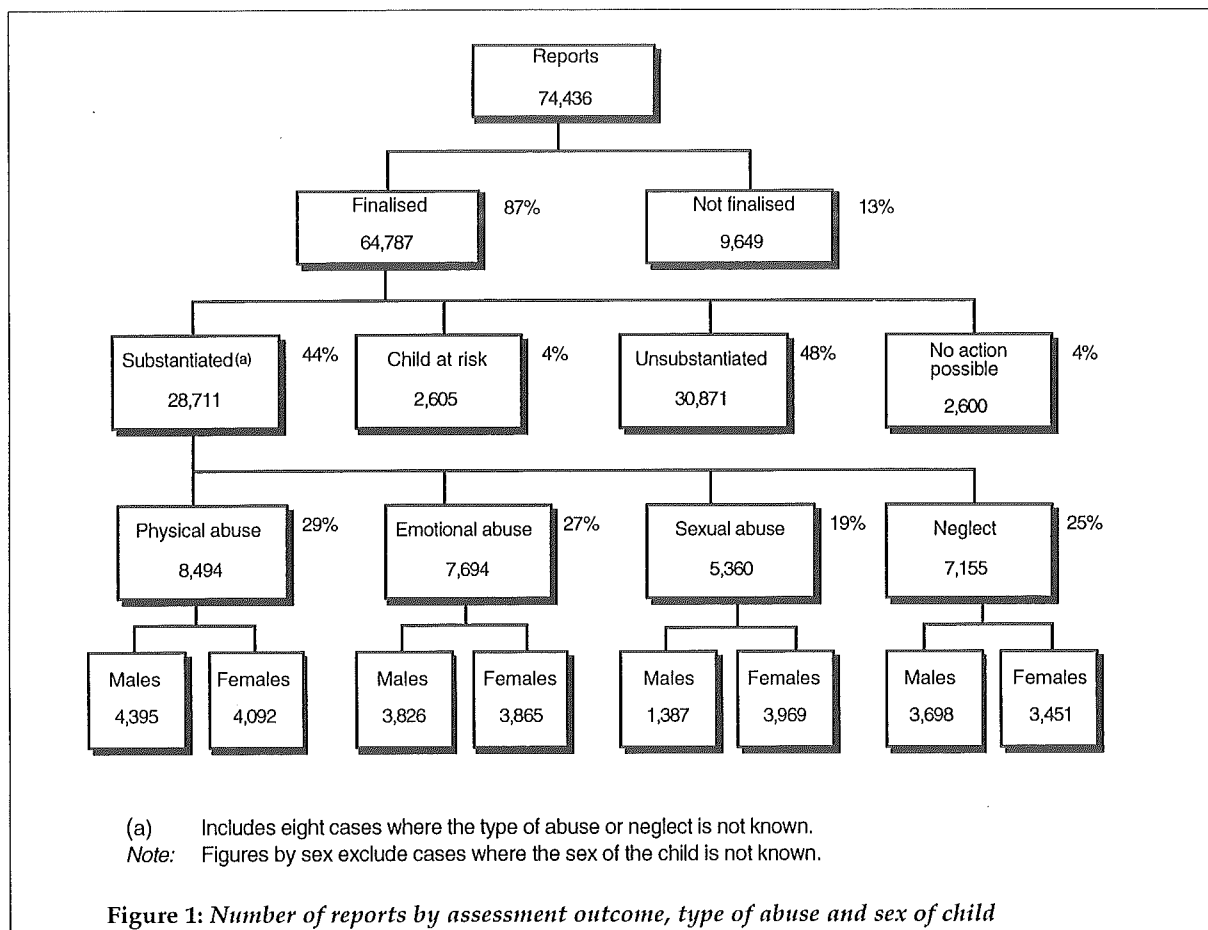 Reports
74,436
Finalised 87%
64,787
Not finalised 13%
9,649
Substantiated(a) 44%
28,711
Child at risk 4%
2,605
Unsubstantiated 48%
30,871
No action
possible 4%
2,600
Physical abuse 29%
8,494
Emotional abuse 27%
7,694
Sexual abuse 19%
5,360
Neglect 25%
7,155
Males
4,395
Females
4,092
Males
3,826
Females
3,865
Males
1,387
Females
3,969
Males
3,698
Females
3,451
(a) Includes eight cases where the type of abuse or neglect is not known.
Note: Figures by sex exclude cases where the sex of the child is not known.
Figure 1: Number of reports by assessment outcome, type of abuse and sex of child